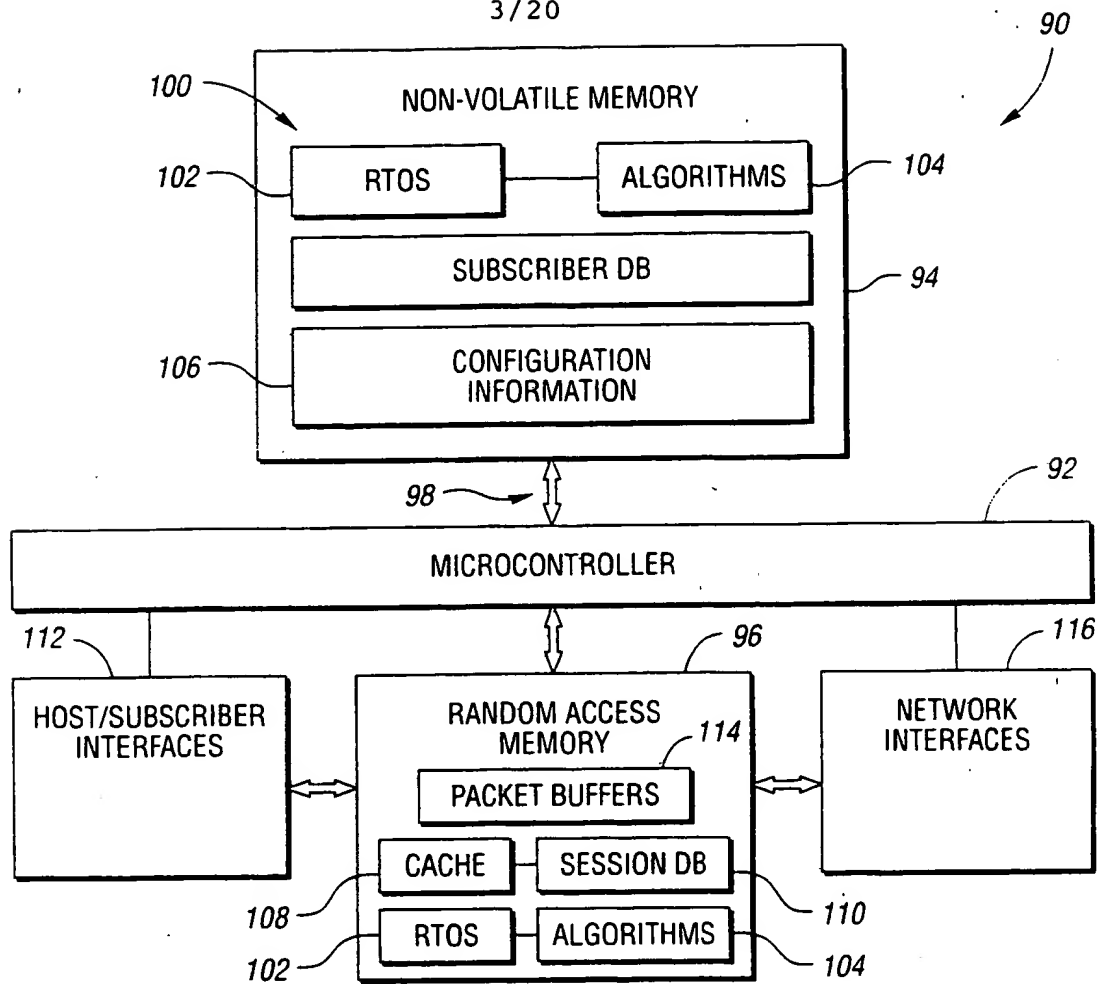 3/20
90
100
NON-VOLATILE MEMORY
102
RTOS
ALGORITHMS
104
SUBSCRIBER DB
94
106
CONFIGURATION
INFORMATION
98
92
MICROCONTROLLER
112
96
116
HOST/SUBSCRIBER
INTERFACES
RANDOM ACCESS
MEMORY
114
NETWORK
INTERFACES
PACKET BUFFERS
CACHE
SESSION DB
108
110
RTOS
ALGORITHMS
102
104